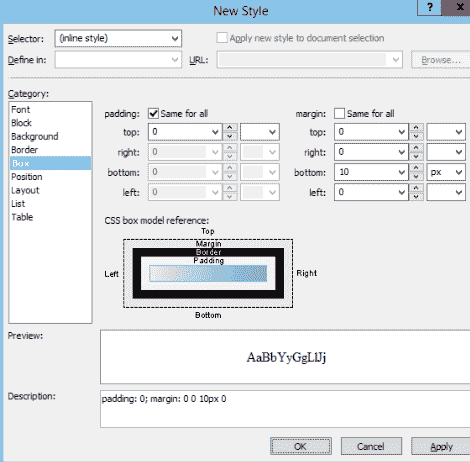 New Style
? X
Selector: (inline style) Apply new style to document selection
Define in: URL: Browse...
Category:
Font
Block
Background
Border
Box
Position
Layout
List
Table
padding: Same for all margin: Same for all
top: 0 top: 0
right: 0 right: 0
bottom: 0 bottom: 10 px
left: 0 left: 0
CSS box model reference:
Top
Margin
Border
Padding
Left Right
Bottom
Preview:
AaBbYyGgLlJj
Description: padding: 0; margin: 0 0 10px 0
OK Cancel Apply